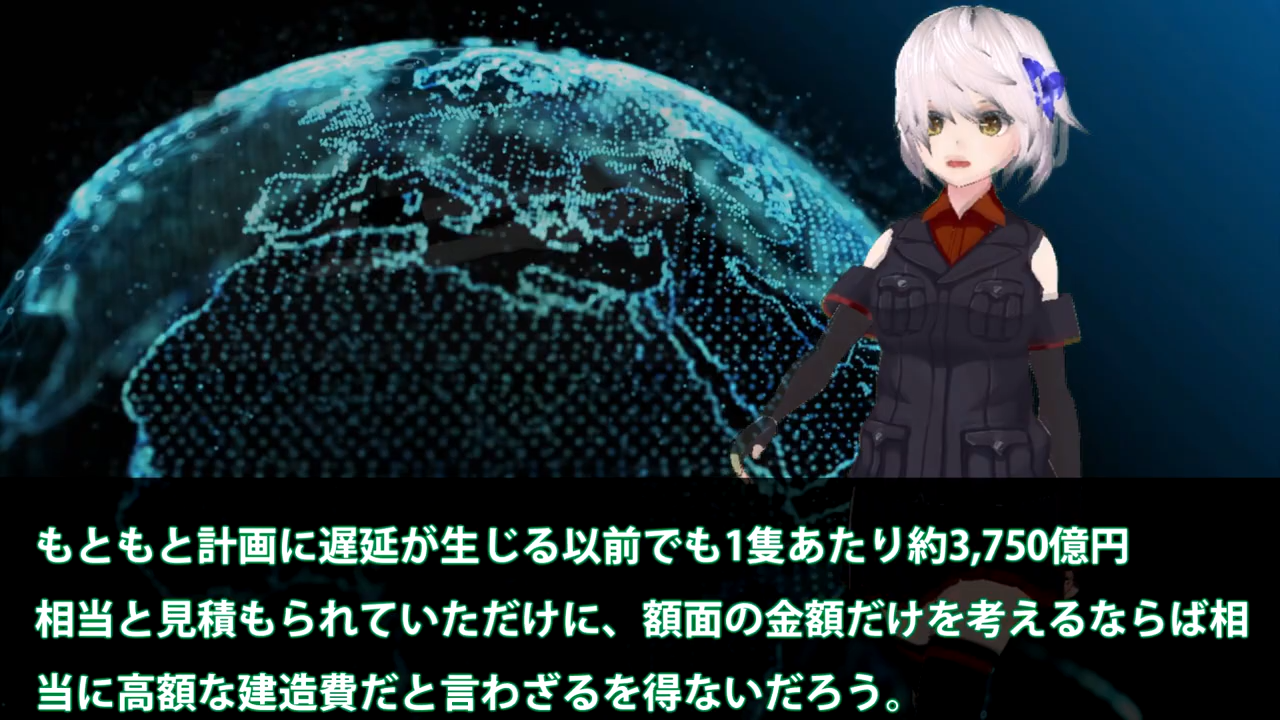 もともと計画に遅延が生じる以前でも1隻あたり約3,750億円
相当と見積もられていただけに、額面の金額だけを考えるならば相
当に高額な建造費だと言わざるを得ないだろう。